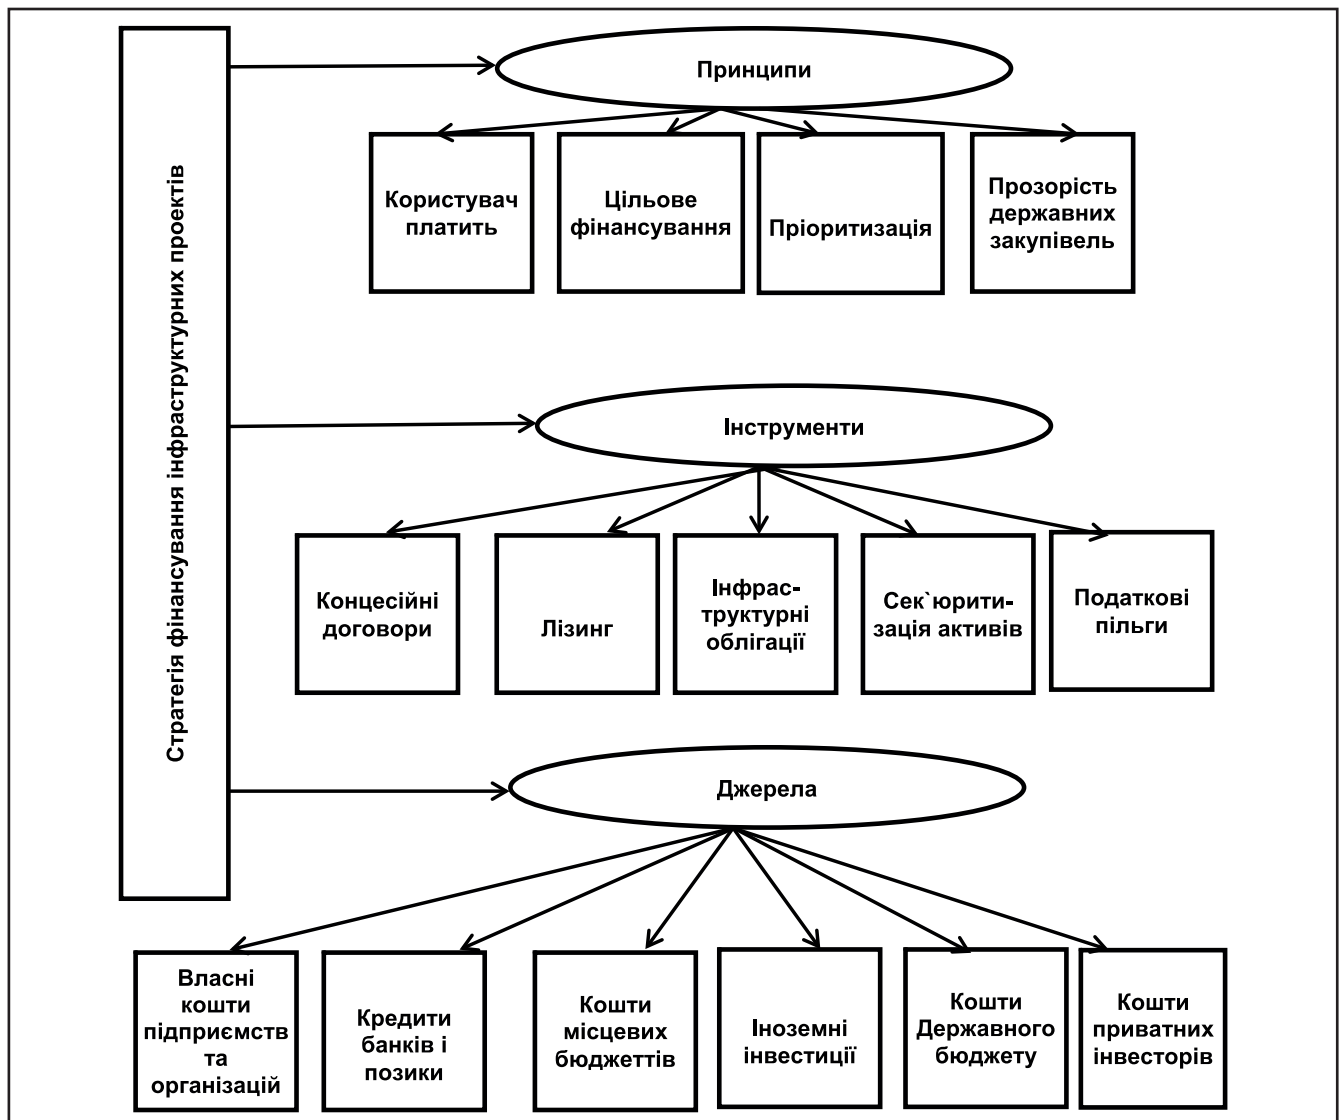 Стратегія фінансування інфраструктурних проектів
Принципи
Користувач
платить
Цільове
фінансування
Пріоритизація
Прозорість
державних
закупівель
Інструменти
Концесійні
договори
Лізинг
Інфрас-
труктурні
облігації
Сек`юрити-
зація активів
Податкові
пільги
Джерела
Власні
кошти
підприємств
та
організацій
Кредити
банків і
позики
Кошти
місцевих
бюджеттів
Іноземні
інвестиції
Кошти
Державного
бюджету
Кошти
приватних
інвесторів